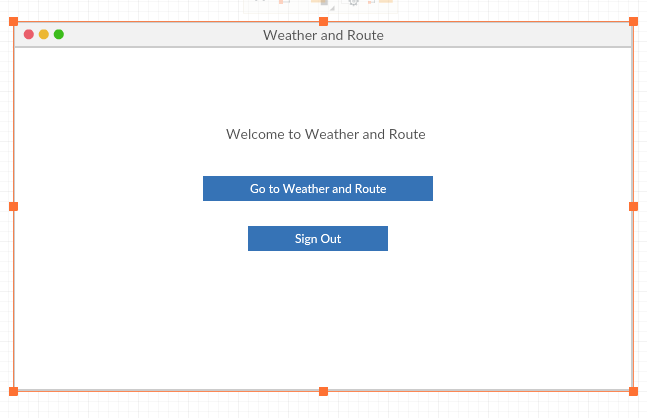 Weather and Route
Welcome to Weather and Route
Go to Weather and Route
Sign Out